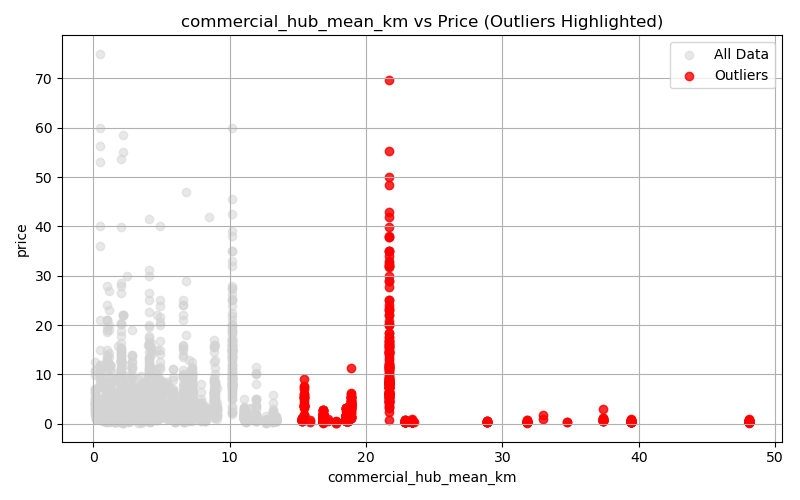 commercial_hub_mean_km vs Price (Outliers Highlighted)
All Data
Outliers
price
70
60
50
40
30
20
10
0
0 10 20 30 40 50
commercial_hub_mean_km